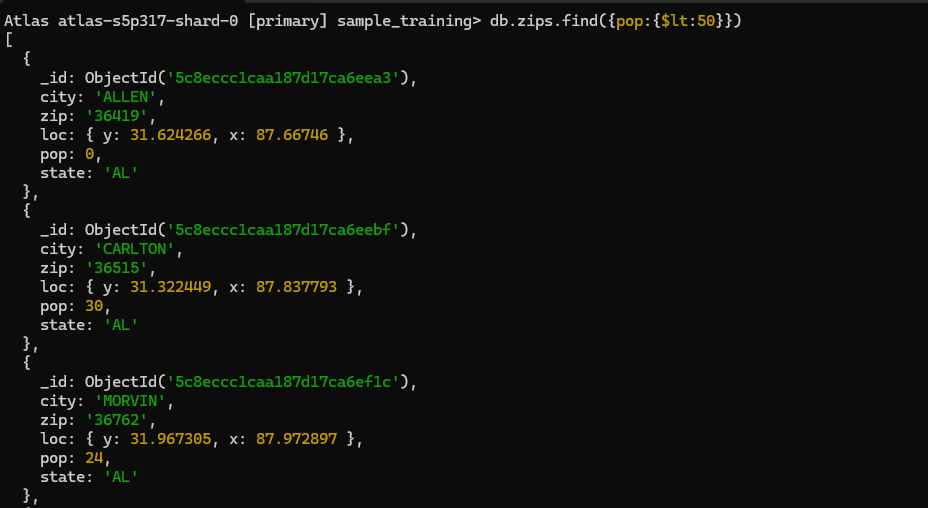 Atlas atlas-s5p317-shard-0 [primary] sample_training> db.zips.find({pop:{$lt:50}})
[
  {
    _id: ObjectId('5c8eccc1caa187d17ca6eea3'),
    city: 'ALLEN',
    zip: '36419',
    loc: { y: 31.624266, x: 87.66746 },
    pop: 0,
    state: 'AL'
  },
  {
    _id: ObjectId('5c8eccc1caa187d17ca6eebf'),
    city: 'CARLTON',
    zip: '36515',
    loc: { y: 31.322449, x: 87.837793 },
    pop: 30,
    state: 'AL'
  },
  {
    _id: ObjectId('5c8eccc1caa187d17ca6ef1c'),
    city: 'MORVIN',
    zip: '36762',
    loc: { y: 31.967305, x: 87.972897 },
    pop: 24,
    state: 'AL'
  },